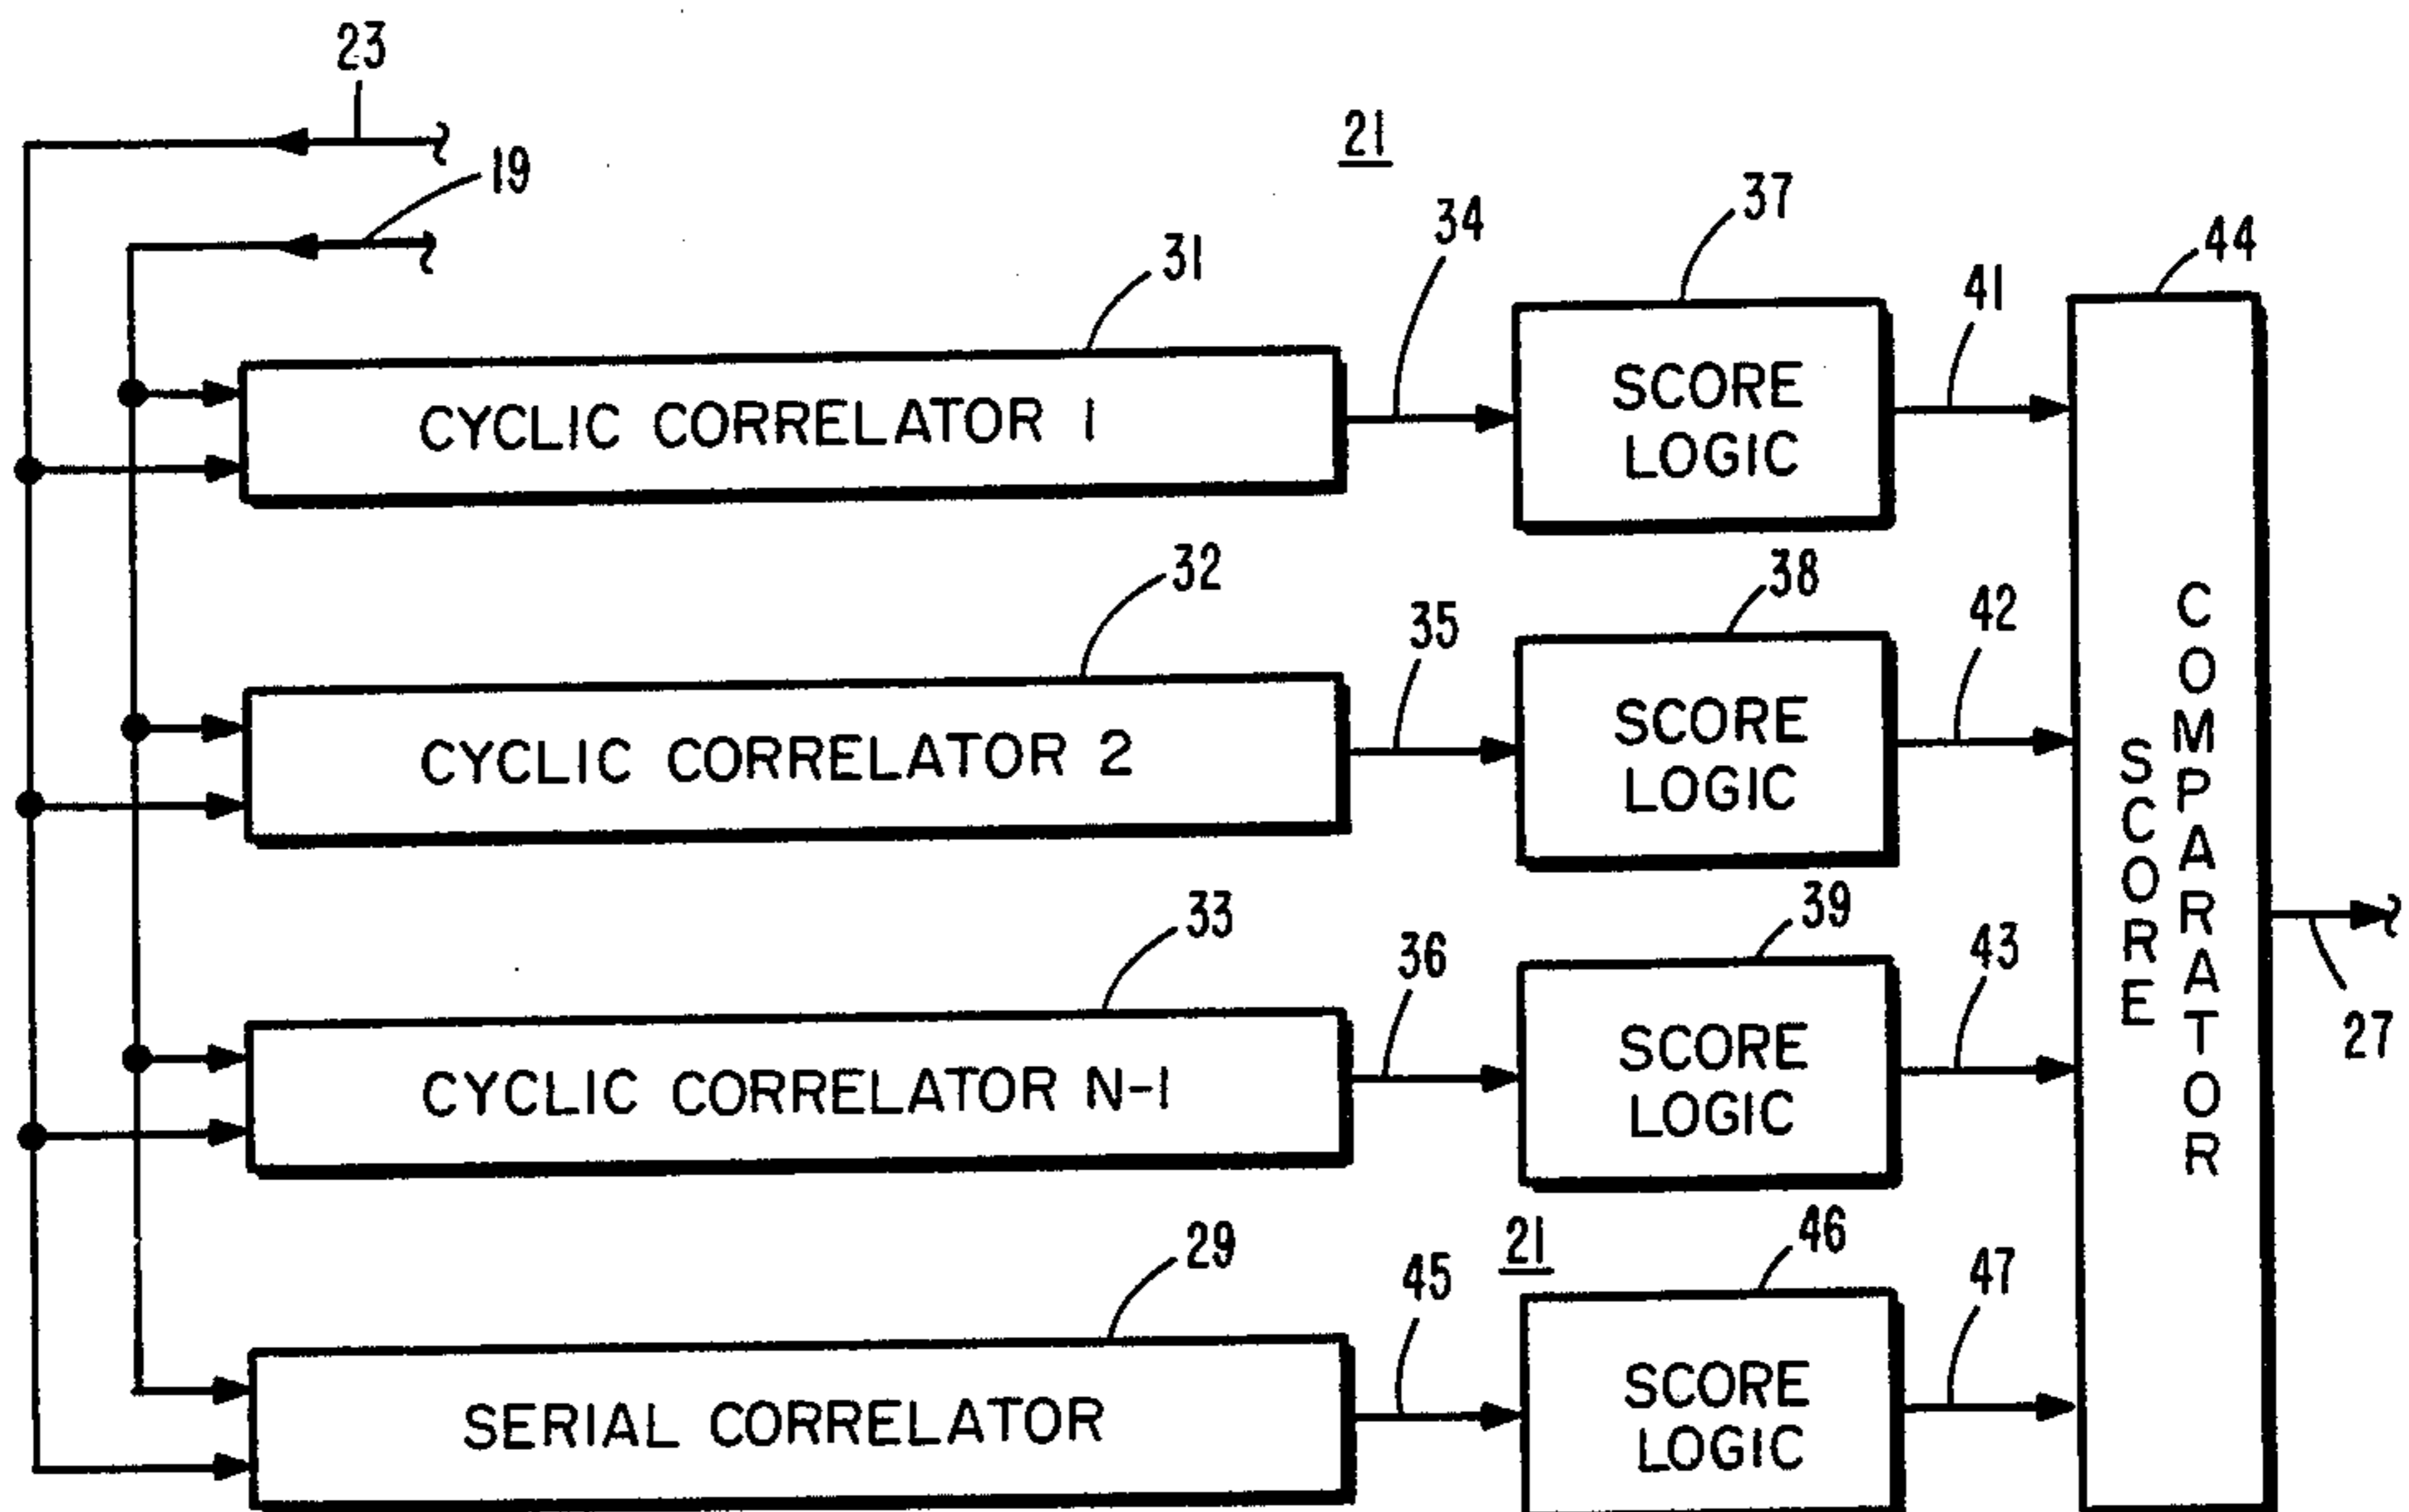 23
19
21
31
34
37
41
44
CYCLIC CORRELATOR 1
SCORE
LOGIC
32
35
38
42
CYCLIC CORRELATOR 2
SCORE
LOGIC
SCORE
COMPARATOR
27
33
36
39
43
CYCLIC CORRELATOR N-1
SCORE
LOGIC
29
45
21
46
47
SERIAL CORRELATOR
SCORE
LOGIC